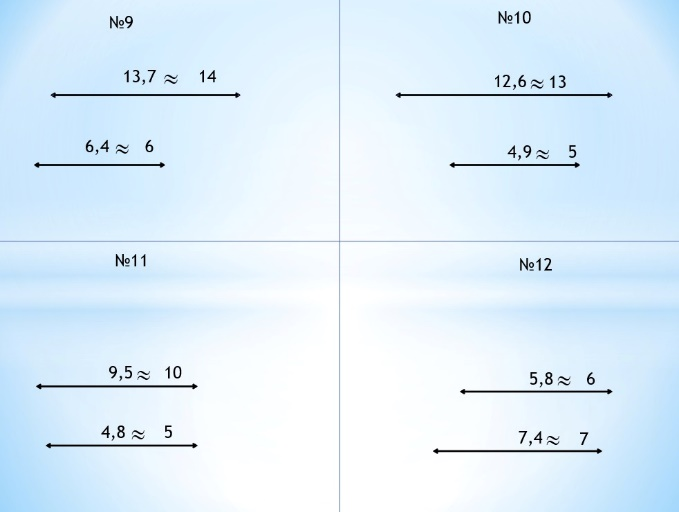 №9
13,7 ≈ 14
6,4 ≈ 6
№10
12,6 ≈ 13
4,9 ≈ 5
№11
9,5 ≈ 10
4,8 ≈ 5
№12
5,8 ≈ 6
7,4 ≈ 7